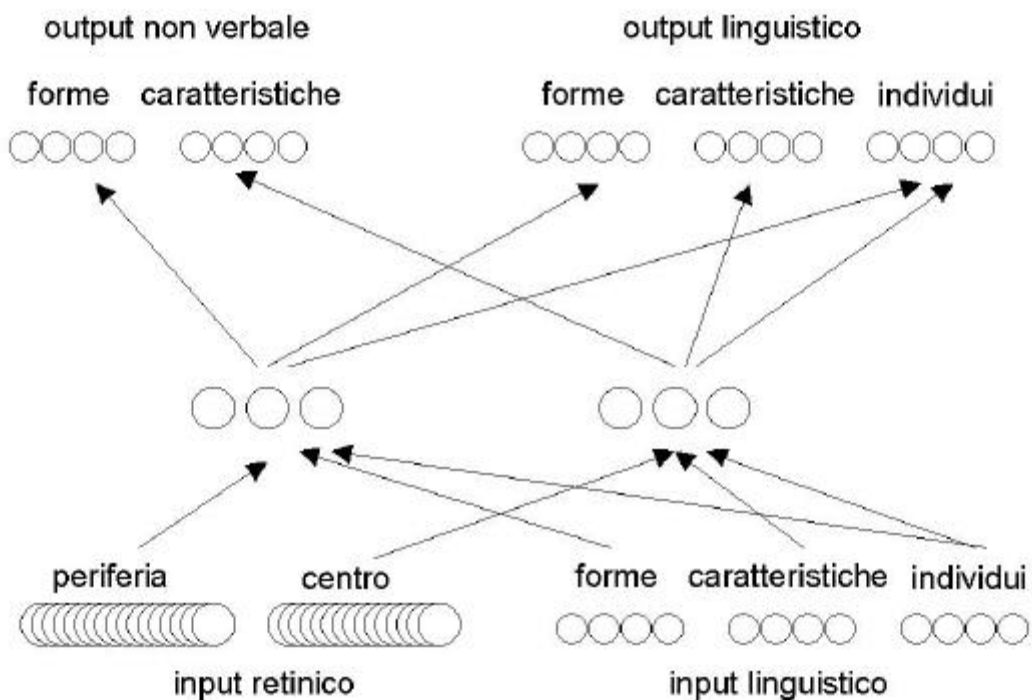 output non verbale output linguistico
forme caratteristiche forme caratteristiche individui
periferia centro forme caratteristiche individui
input retinico input linguistico